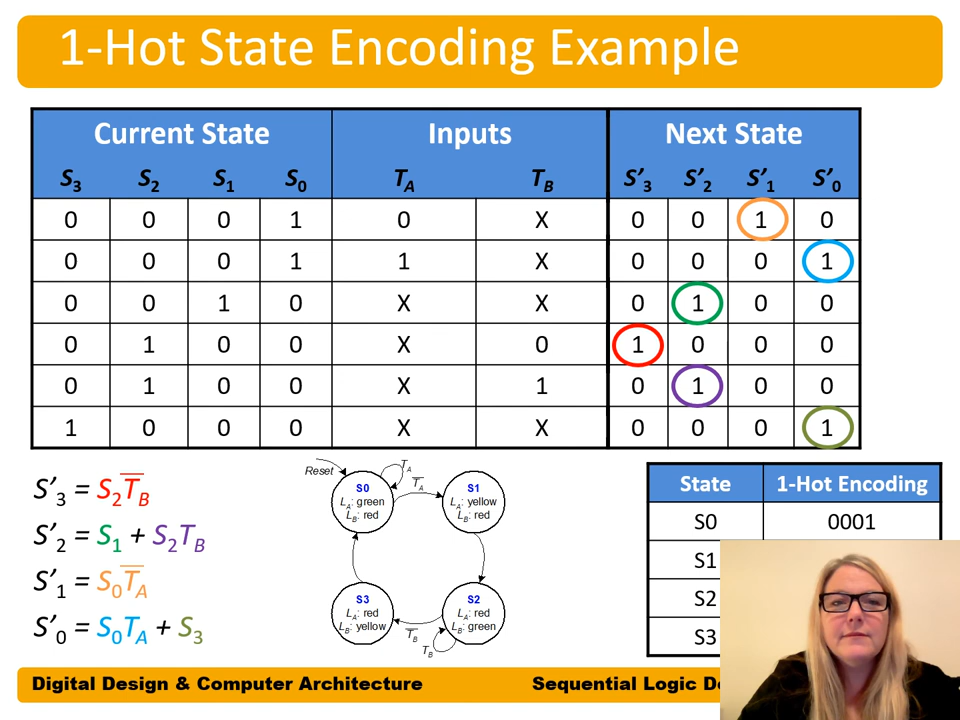 1-Hot State Encoding Example
Current State Inputs Next State
S3 S2 S1 S0 TA TB S'3 S'2 S'1 S'0
0 0 0 1 0 X 0 0 1 0
0 0 0 1 1 X 0 0 0 1
0 0 1 0 X X 0 1 0 0
0 1 0 0 X 0 1 0 0 0
0 1 0 0 X 1 0 1 0 0
1 0 0 0 X X 0 0 0 1
S'3 = S2T̅B̅
S'2 = S1 + S2TB
S'1 = S0T̅A̅
S'0 = S0TA + S3
Reset
TA
T̅A̅
S0
LA: green
LB: red
S1
LA: yellow
LB: red
S3
LA: red
LB: yellow
S2
LA: red
LB: green
T̅B̅
TB
State 1-Hot Encoding
S0 0001
S1
S2
S3
Digital Design & Computer Architecture
Sequential Logic